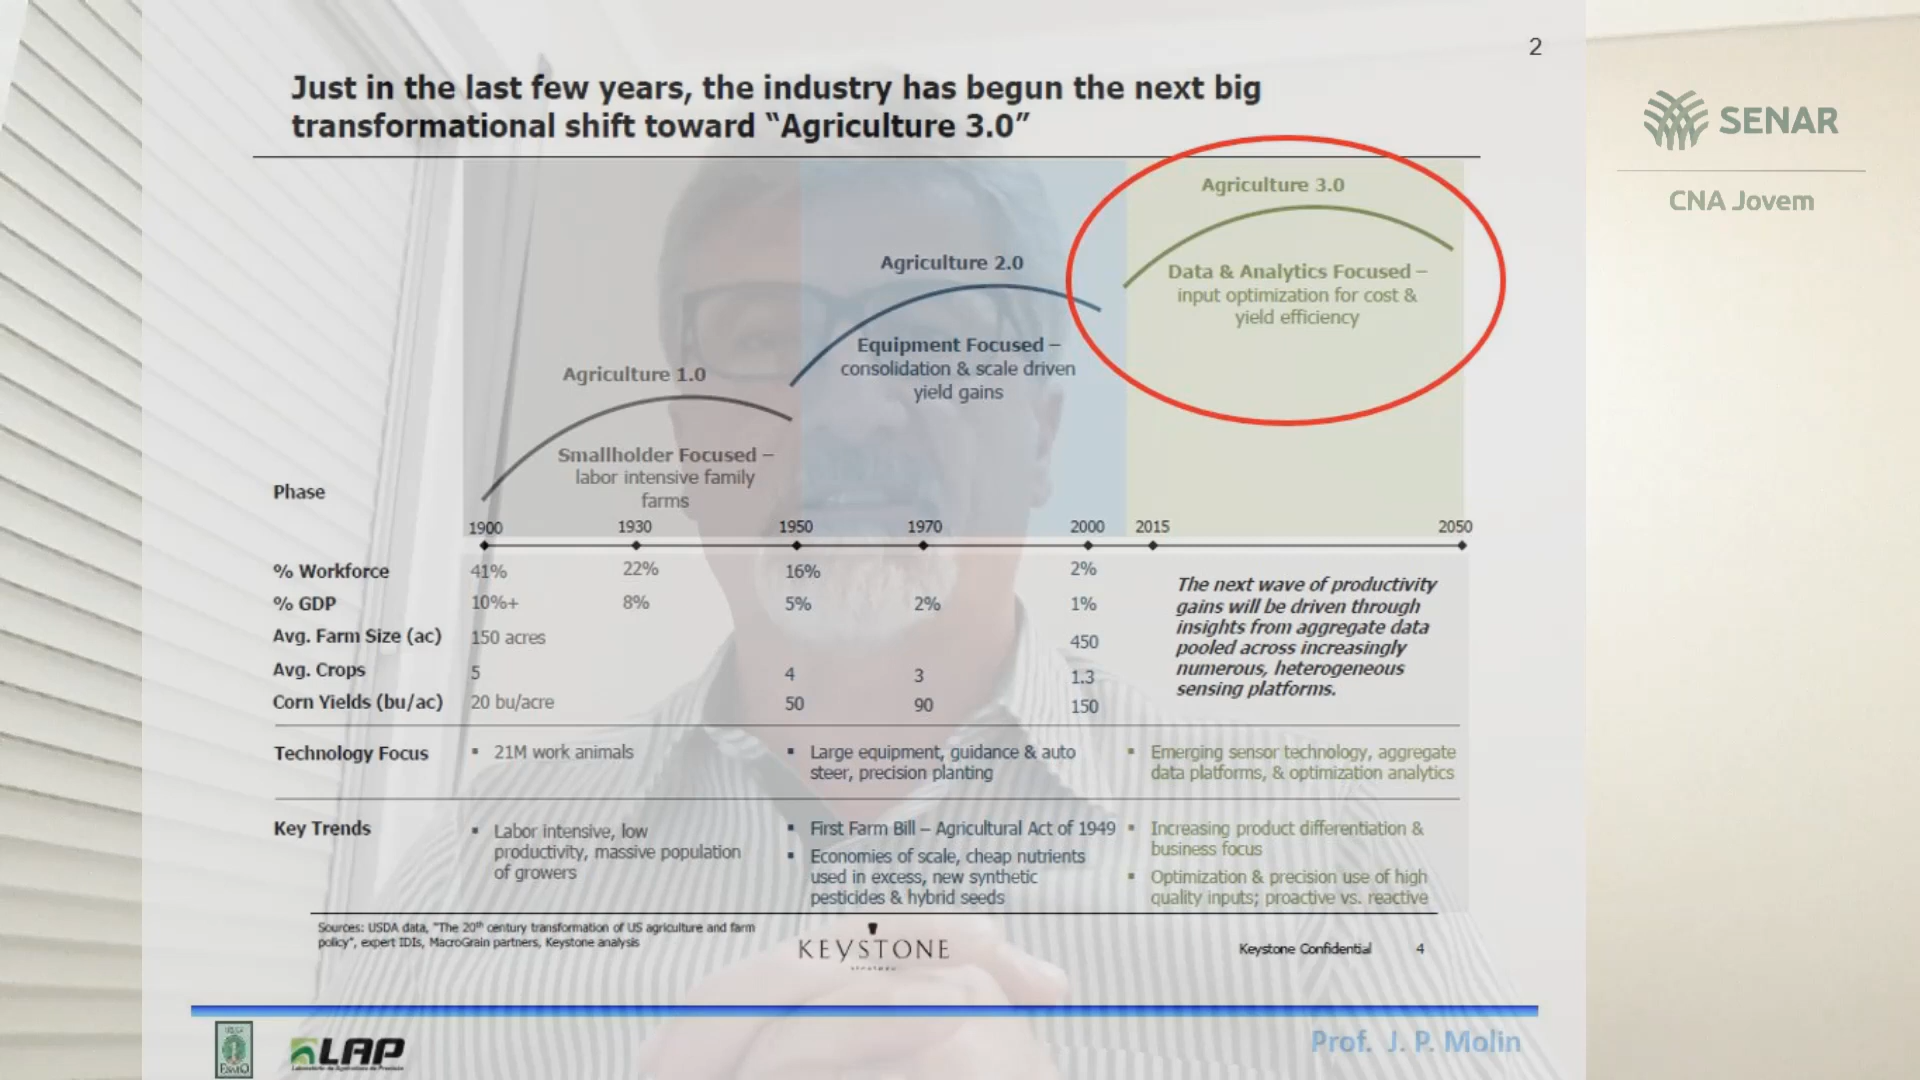 2
Just in the last few years, the industry has begun the next big
transformational shift toward “Agriculture 3.0”
SENAR
CNA Jovem
Agriculture 3.0
Data & Analytics Focused –
input optimization for cost &
yield efficiency
Agriculture 2.0
Equipment Focused –
consolidation & scale driven
yield gains
Agriculture 1.0
Smallholder Focused –
labor intensive family
farms
Phase
1900 1930 1950 1970 2000 2015 2050
% Workforce 41% 22% 16% 2%
% GDP 10%+ 8% 5% 2% 1%
Avg. Farm Size (ac) 150 acres 450
Avg. Crops 5 4 3 1.3
Corn Yields (bu/ac) 20 bu/acre 50 90 150
The next wave of productivity
gains will be driven through
insights from aggregate data
pooled across increasingly
numerous, heterogeneous
sensing platforms.
Technology Focus
▪ 21M work animals
▪ Large equipment, guidance & auto
steer, precision planting
▪ Emerging sensor technology, aggregate
data platforms, & optimization analytics
Key Trends
▪ Labor intensive, low
productivity, massive population
of growers
▪ First Farm Bill – Agricultural Act of 1949
▪ Economies of scale, cheap nutrients
used in excess, new synthetic
pesticides & hybrid seeds
▪ Increasing product differentiation &
business focus
▪ Optimization & precision use of high
quality inputs; proactive vs. reactive
Sources: USDA data, "The 20th century transformation of US agriculture and farm
policy", expert IDIs, MacroGrain partners, Keystone analysis
KEYSTONE
Keystone Confidential 4
LAP
Laboratório de Agricultura de Precisão
Prof. J. P. Molin